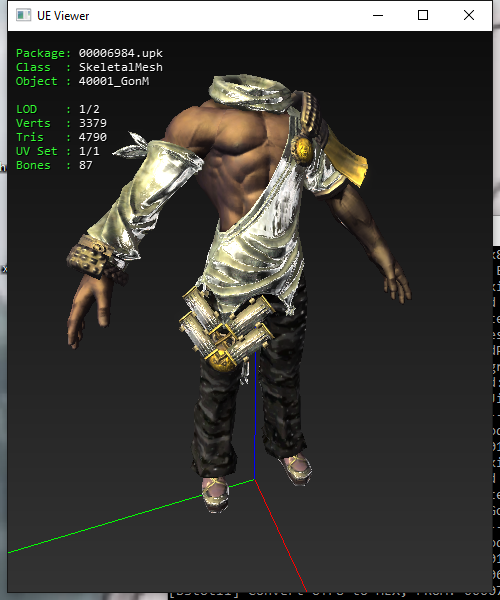 UE Viewer
Package: 00006984.upk
Class : SkeletalMesh
Object : 40001_GonM
LOD : 1/2
Verts : 3379
Tris : 4790
UV Set : 1/1
Bones : 87